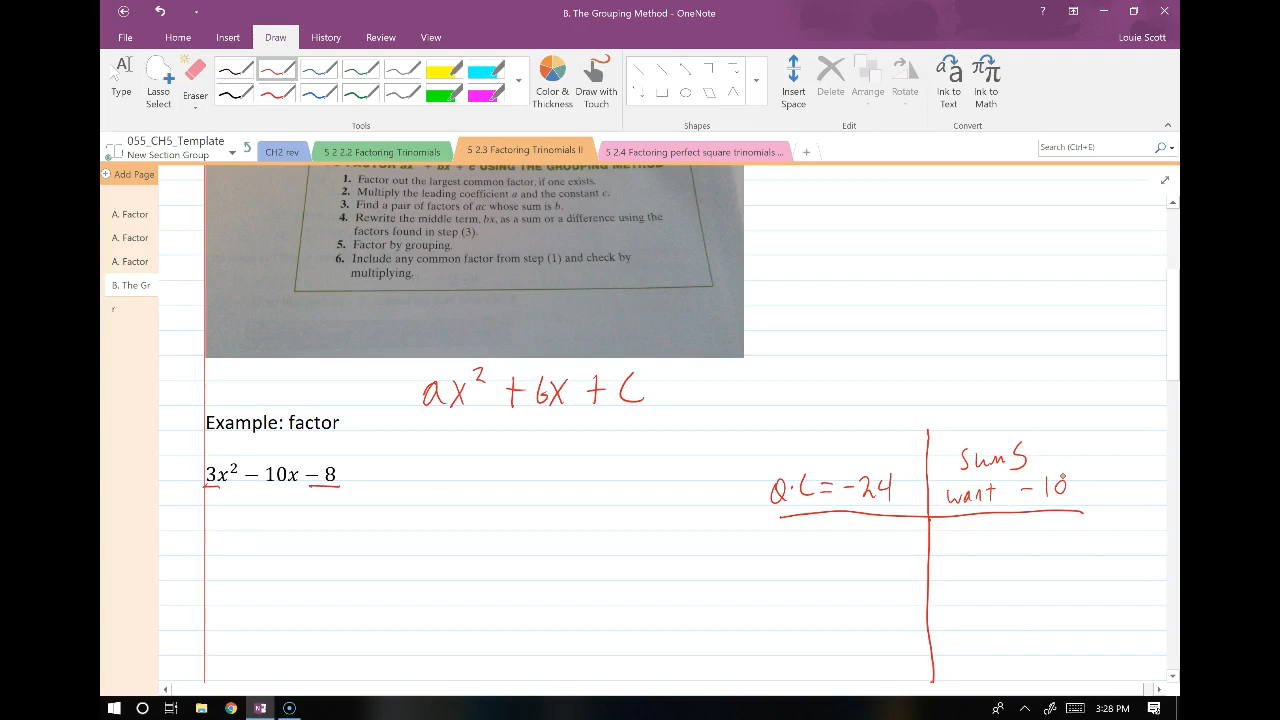 B. The Grouping Method - OneNote
File Home Insert Draw History Review View
Louie Scott
Type Lasso Select Eraser
Color & Thickness Draw with Touch
Insert Space Delete Arrange Rotate Ink to Text Ink to Math
Tools Shapes Edit Convert
055_CH5_Template
New Section Group
CH2 rev 5 2 2.2 Factoring Trinomials 5 2.3 Factoring Trinomials II 5 2.4 Factoring perfect square trinomials ... +
Search (Ctrl+E)
Add Page
A. Factor
A. Factor
A. Factor
B. The Gr
r
FACTOR ax² + bx + c USING THE GROUPING METHOD
1. Factor out the largest common factor, if one exists.
2. Multiply the leading coefficient a and the constant c.
3. Find a pair of factors of ac whose sum is b.
4. Rewrite the middle term, bx, as a sum or a difference using the
factors found in step (3).
5. Factor by grouping.
6. Include any common factor from step (1) and check by
multiplying.
ax² + bx + c
Example: factor
3x² − 10x − 8
a·c = -24
sums
want -10
3:28 PM